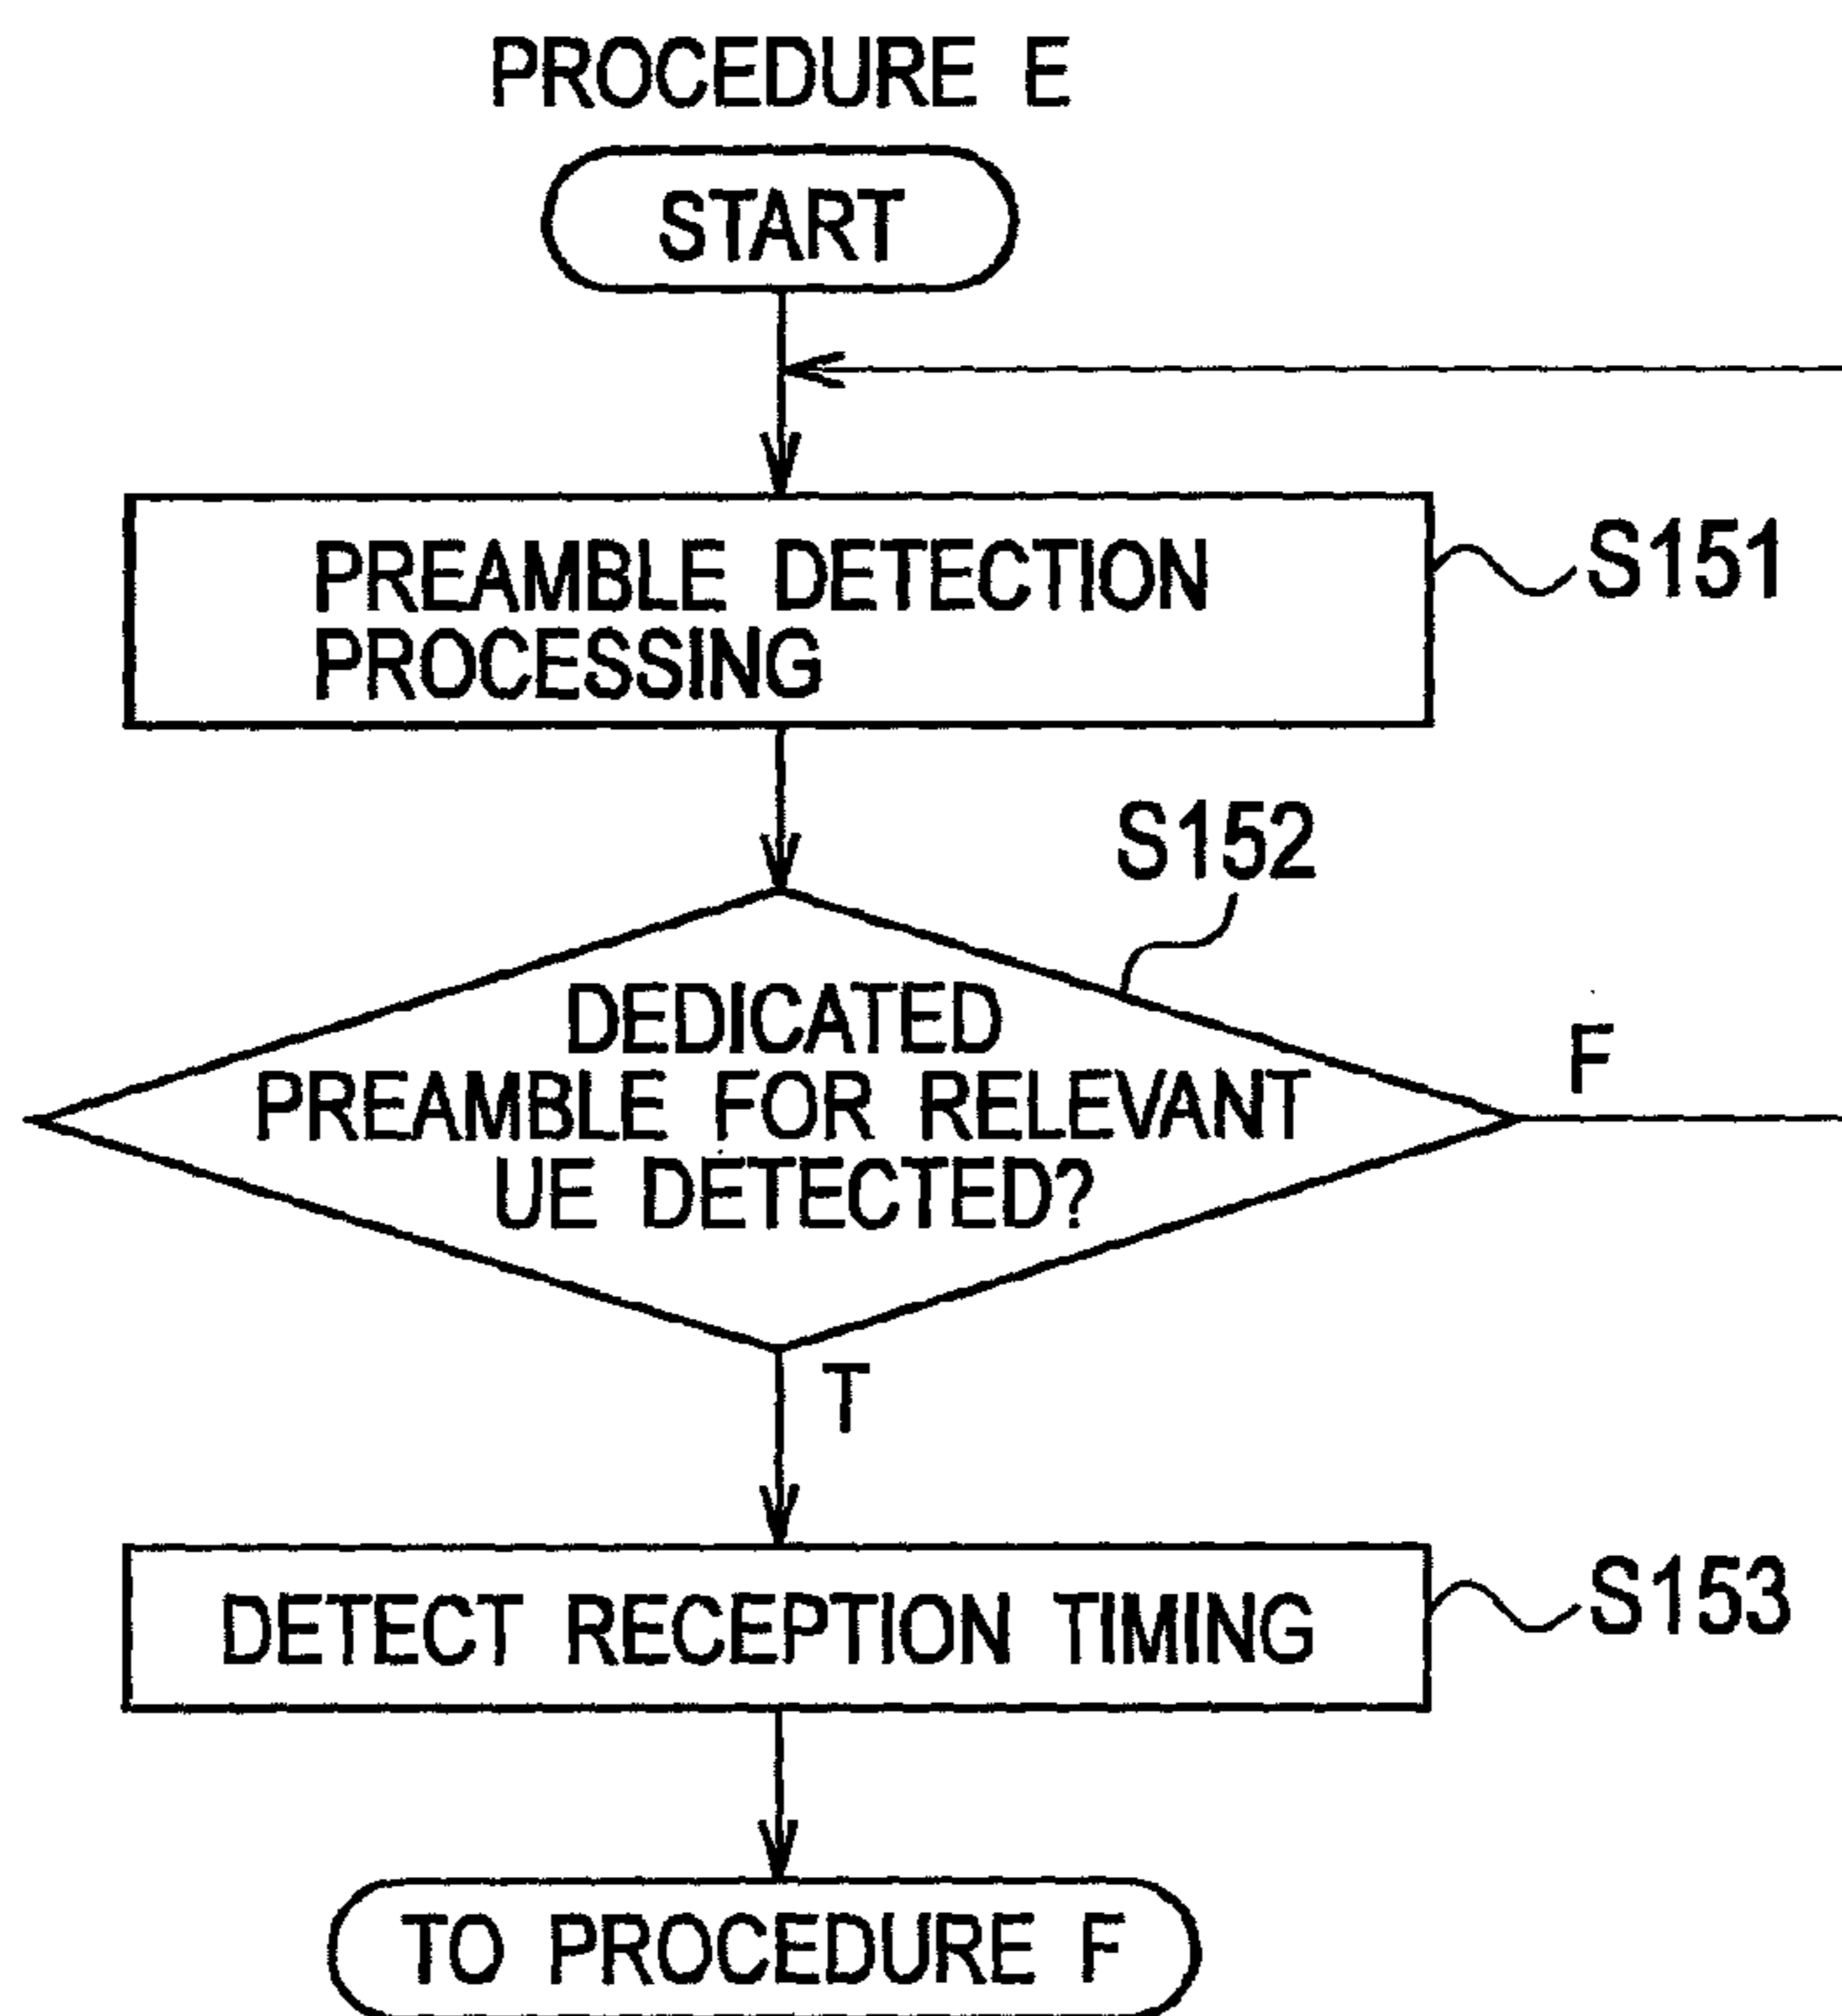 PROCEDURE E
START
PREAMBLE DETECTION
PROCESSING
S151
S152
DEDICATED
PREAMBLE FOR RELEVANT
UE DETECTED?
F
T
DETECT RECEPTION TIMING
S153
TO PROCEDURE F